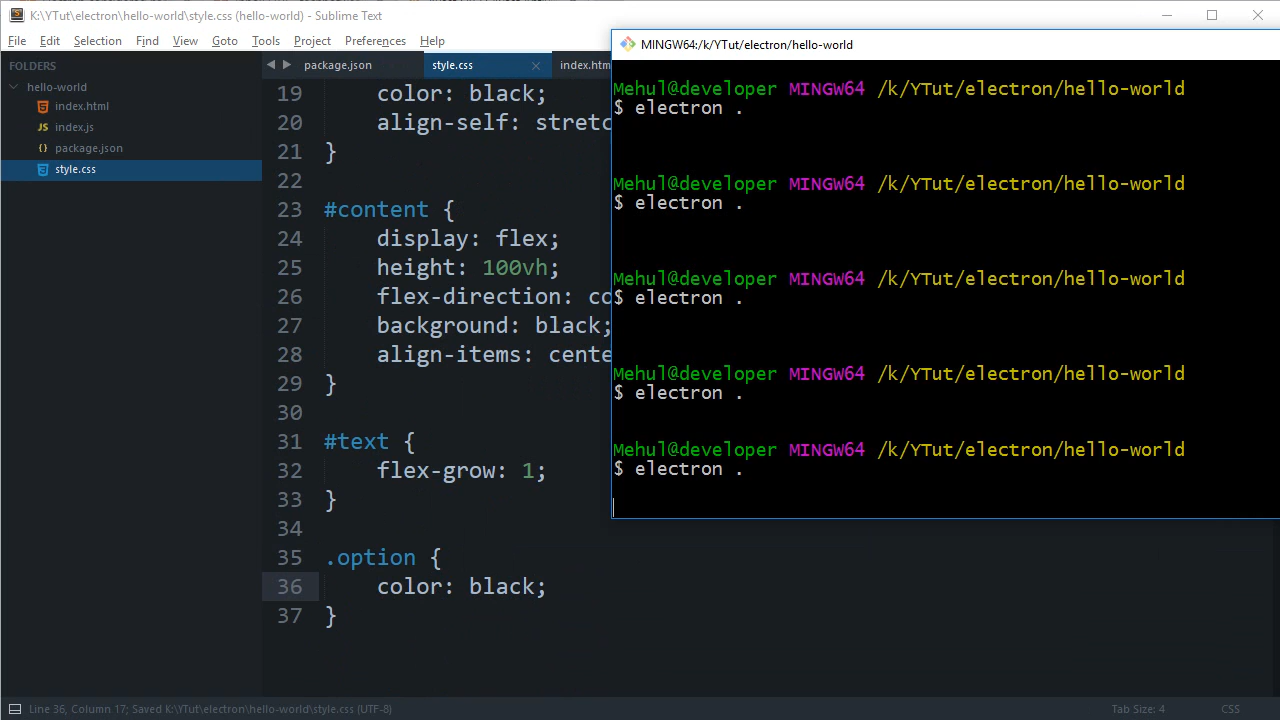 K:\YTut\electron\hello-world\style.css (hello-world) - Sublime Text
File Edit Selection Find View Goto Tools Project Preferences Help
FOLDERS
hello-world
index.html
index.js
package.json
style.css
package.json style.css index.htm
19 color: black;
20 align-self: stretc
21 }
22
23 #content {
24 display: flex;
25 height: 100vh;
26 flex-direction: co
27 background: black;
28 align-items: cente
29 }
30
31 #text {
32 flex-grow: 1;
33 }
34
35 .option {
36 color: black;
37 }
MINGW64:/k/YTut/electron/hello-world
Mehul@developer MINGW64 /k/YTut/electron/hello-world
$ electron .
Mehul@developer MINGW64 /k/YTut/electron/hello-world
$ electron .
Mehul@developer MINGW64 /k/YTut/electron/hello-world
$ electron .
Mehul@developer MINGW64 /k/YTut/electron/hello-world
$ electron .
Mehul@developer MINGW64 /k/YTut/electron/hello-world
$ electron .
Line 36, Column 17; Saved K:\YTut\electron\hello-world\style.css (UTF-8)
Tab Size: 4
CSS